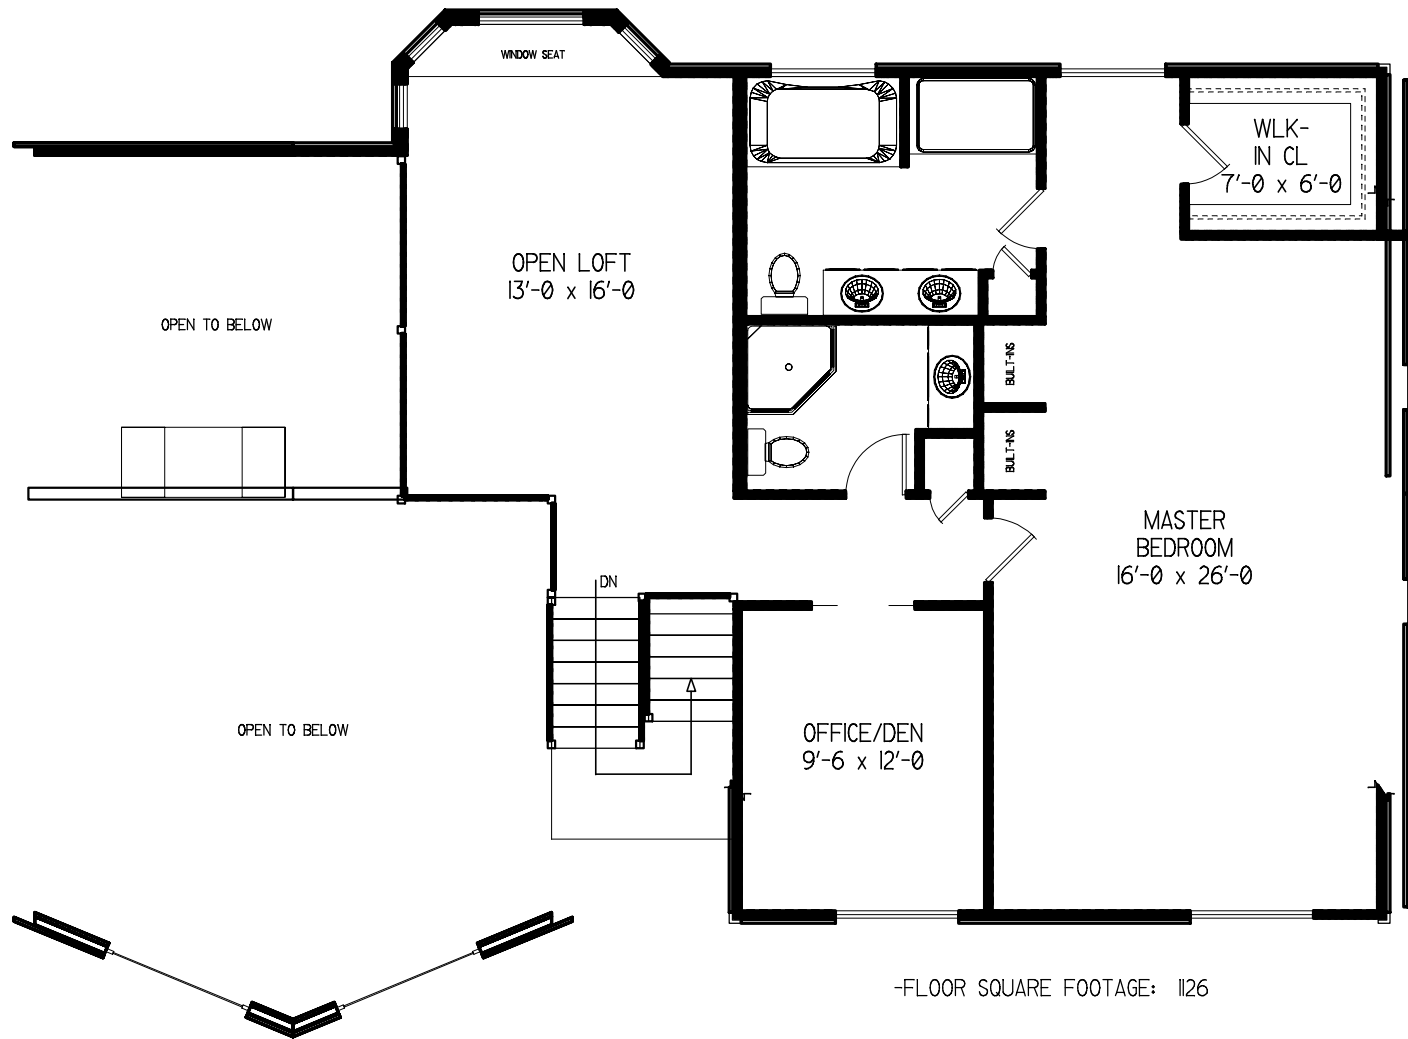 WINDOW SEAT
WLK-
IN CL
7'-0 x 6'-0
OPEN LOFT
13'-0 x 16'-0
OPEN TO BELOW
BUILT-INS
BUILT-INS
MASTER
BEDROOM
16'-0 x 26'-0
DN
OPEN TO BELOW
OFFICE/DEN
9'-6 x 12'-0
-FLOOR SQUARE FOOTAGE: 1126